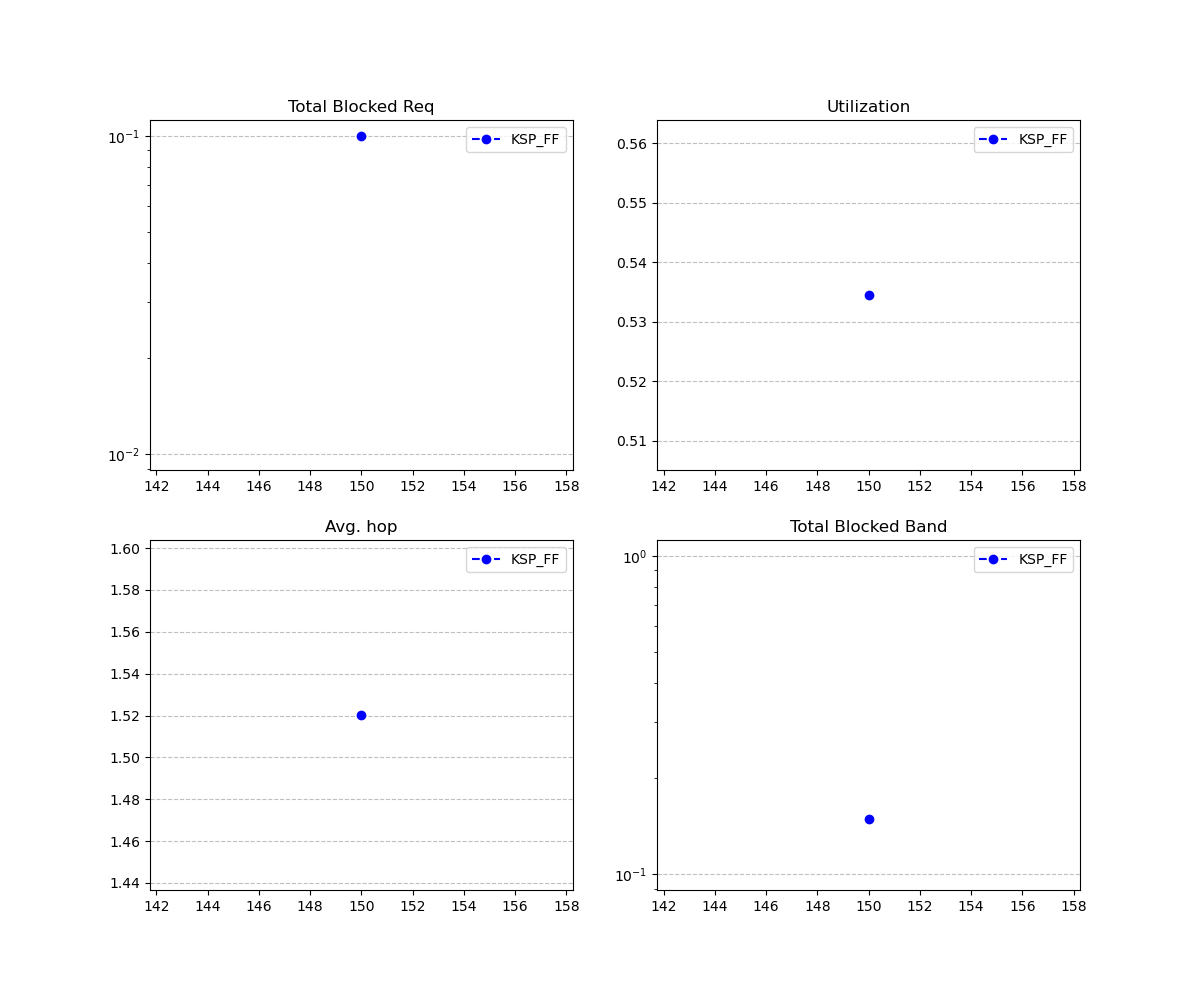 Total Blocked Req
10⁻¹
10⁻²
KSP_FF
142 144 146 148 150 152 154 156 158
Utilization
0.56
0.55
0.54
0.53
0.52
0.51
KSP_FF
142 144 146 148 150 152 154 156 158
Avg. hop
1.60
1.58
1.56
1.54
1.52
1.50
1.48
1.46
1.44
KSP_FF
142 144 146 148 150 152 154 156 158
Total Blocked Band
10⁰
10⁻¹
KSP_FF
142 144 146 148 150 152 154 156 158